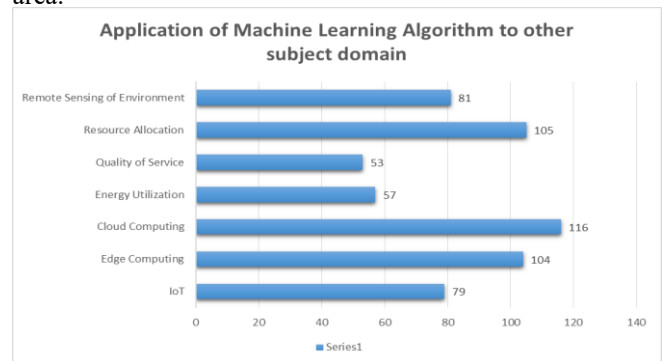 area.
Application of Machine Learning Algorithm to other
subject domain
Remote Sensing of Environment 81
Resource Allocation 105
Quality of Service 53
Energy Utilization 57
Cloud Computing 116
Edge Computing 104
IoT 79
0 20 40 60 80 100 120 140
Series1